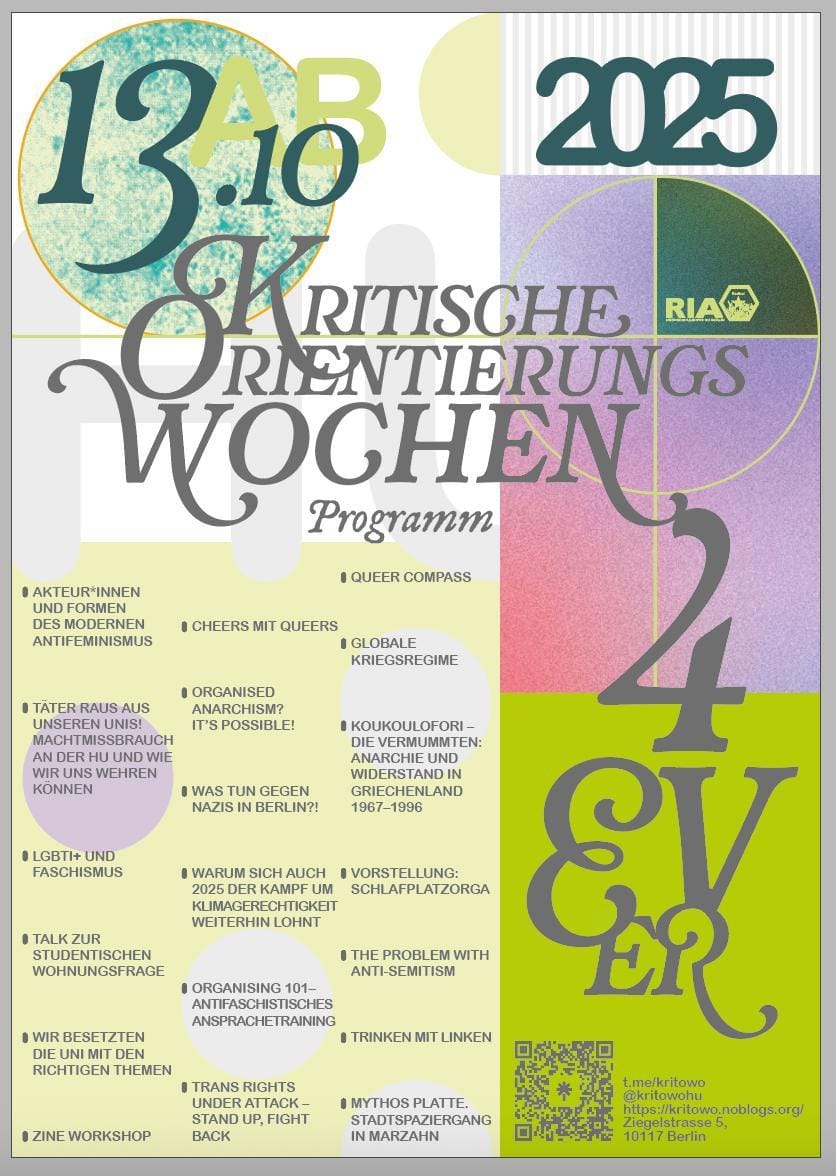 AB
13.10
2025
RIA
KRITISCHE
ORIENTIERUNGS
WOCHEN
Programm
4
EV
ER
HU
AKTEUR*INNEN
UND FORMEN
DES MODERNEN
ANTIFEMINISMUS
TÄTER RAUS AUS
UNSEREN UNIS!
MACHTMISSBRAUCH
AN DER HU UND WIE
WIR UNS WEHREN
KÖNNEN
LGBTI+ UND
FASCHISMUS
TALK ZUR
STUDENTISCHEN
WOHNUNGSFRAGE
WIR BESETZTEN
DIE UNI MIT DEN
RICHTIGEN THEMEN
ZINE WORKSHOP
CHEERS MIT QUEERS
ORGANISED
ANARCHISM?
IT'S POSSIBLE!
WAS TUN GEGEN
NAZIS IN BERLIN?!
WARUM SICH AUCH
2025 DER KAMPF UM
KLIMAGERECHTIGKEIT
WEITERHIN LOHNT
ORGANISING 101–
ANTIFASCHISTISCHES
ANSPRACHETRAINING
TRANS RIGHTS
UNDER ATTACK –
STAND UP, FIGHT
BACK
QUEER COMPASS
GLOBALE
KRIEGSREGIME
KOUKOULOFORI –
DIE VERMUMMTEN:
ANARCHIE UND
WIDERSTAND IN
GRIECHENLAND
1967–1996
VORSTELLUNG:
SCHLAFPLATZORGA
THE PROBLEM WITH
ANTI-SEMITISM
TRINKEN MIT LINKEN
MYTHOS PLATTE.
STADTSPAZIERGANG
IN MARZAHN
t.me/kritowo
@kritowohu
https://kritowo.noblogs.org/
Ziegelstrasse 5,
10117 Berlin